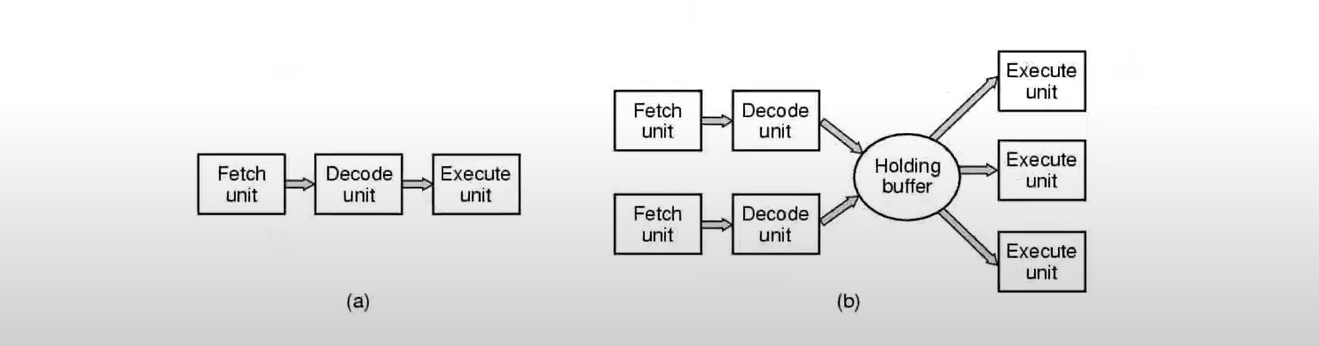 Fetch
unit
Decode
unit
Execute
unit
(a)
Fetch
unit
Decode
unit
Fetch
unit
Decode
unit
Holding
buffer
Execute
unit
Execute
unit
Execute
unit
(b)